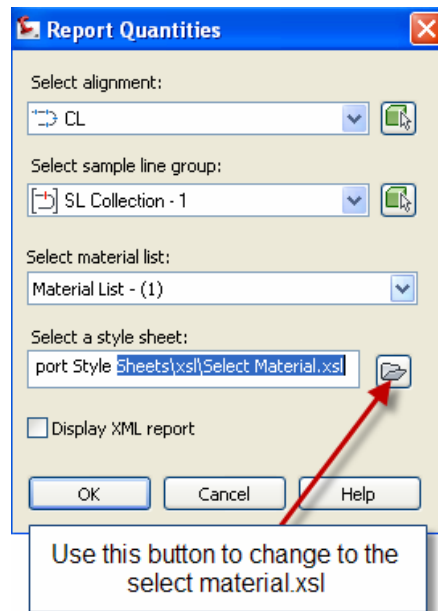 Report Quantities
Select alignment:
CL
Select sample line group:
SL Collection - 1
Select material list:
Material List - (1)
Select a style sheet:
port Style Sheets\xsl\Select Material.xsl
Display XML report
OK Cancel Help
Use this button to change to the
select material.xsl